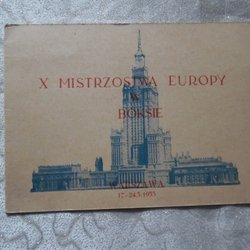 X MISTRZOSTWA EUROPY
W
BOKSIE
WARSZAWA
17-24.5.1953